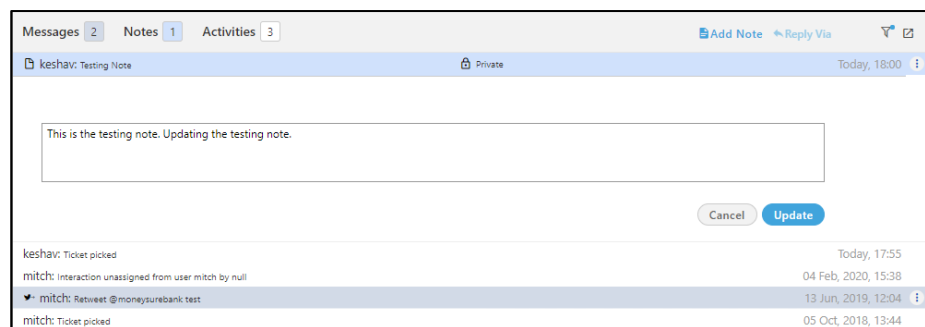 Messages 2 Notes 1 Activities 3 Add Note Reply Via
keshav: Testing Note Private Today, 18:00
This is the testing note. Updating the testing note.
Cancel Update
keshav: Ticket picked Today, 17:55
mitch: Interaction unassigned from user mitch by null 04 Feb, 2020, 15:38
mitch: Retweet @moneysurebank test 13 Jun, 2019, 12:04
mitch: Ticket picked 05 Oct, 2018, 13:44